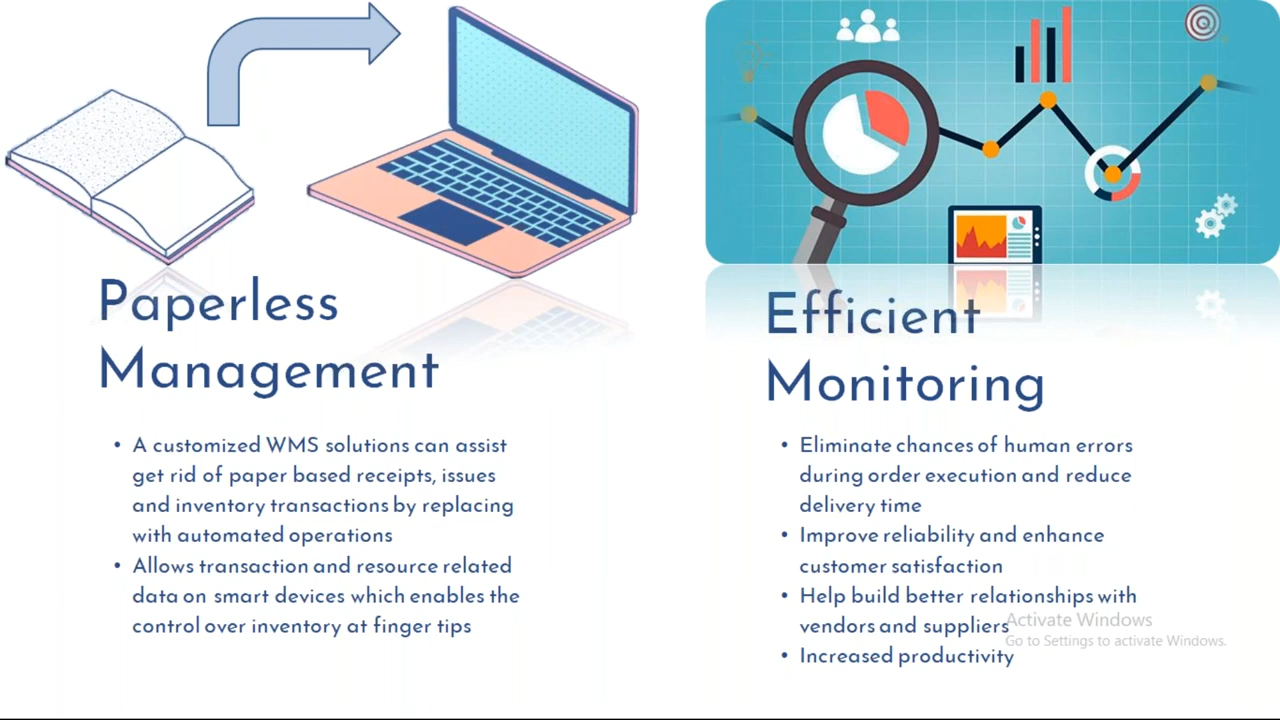 Paperless
Management
• A customized WMS solutions can assist
get rid of paper based receipts, issues
and inventory transactions by replacing
with automated operations
• Allows transaction and resource related
data on smart devices which enables the
control over inventory at finger tips
Efficient
Monitoring
• Eliminate chances of human errors
during order execution and reduce
delivery time
• Improve reliability and enhance
customer satisfaction
• Help build better relationships with
vendors and suppliers
• Increased productivity
Activate Windows
Go to Settings to activate Windows.